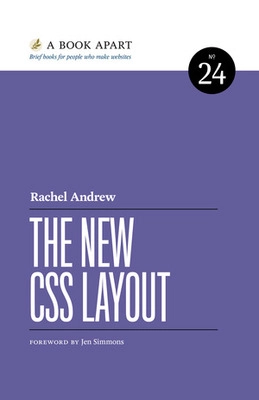 A BOOK APART
Brief books for people who make websites
No
24
Rachel Andrew
THE NEW
CSS LAYOUT
FOREWORD BY Jen Simmons